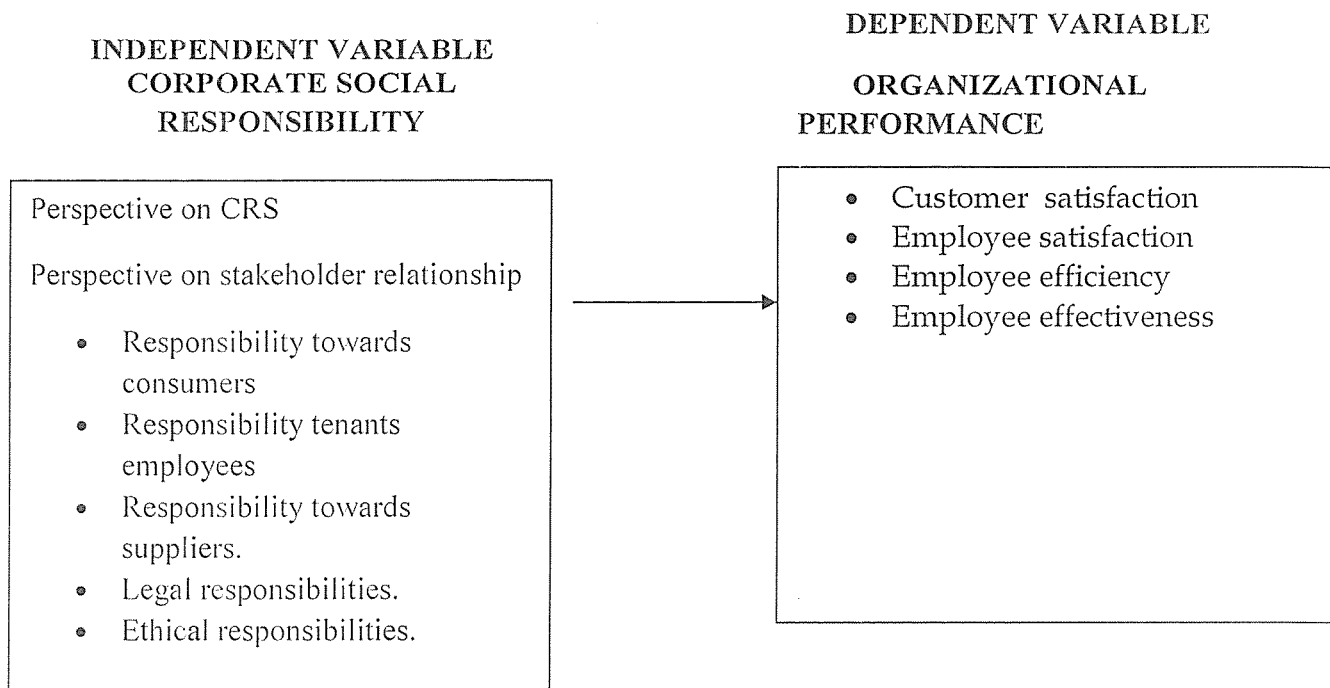 INDEPENDENT VARIABLE
CORPORATE SOCIAL
RESPONSIBILITY
Perspective on CRS
Perspective on stakeholder relationship
• Responsibility towards
consumers
• Responsibility tenants
employees
• Responsibility towards
suppliers.
• Legal responsibilities.
• Ethical responsibilities.
DEPENDENT VARIABLE
ORGANIZATIONAL
PERFORMANCE
• Customer satisfaction
• Employee satisfaction
• Employee efficiency
• Employee effectiveness